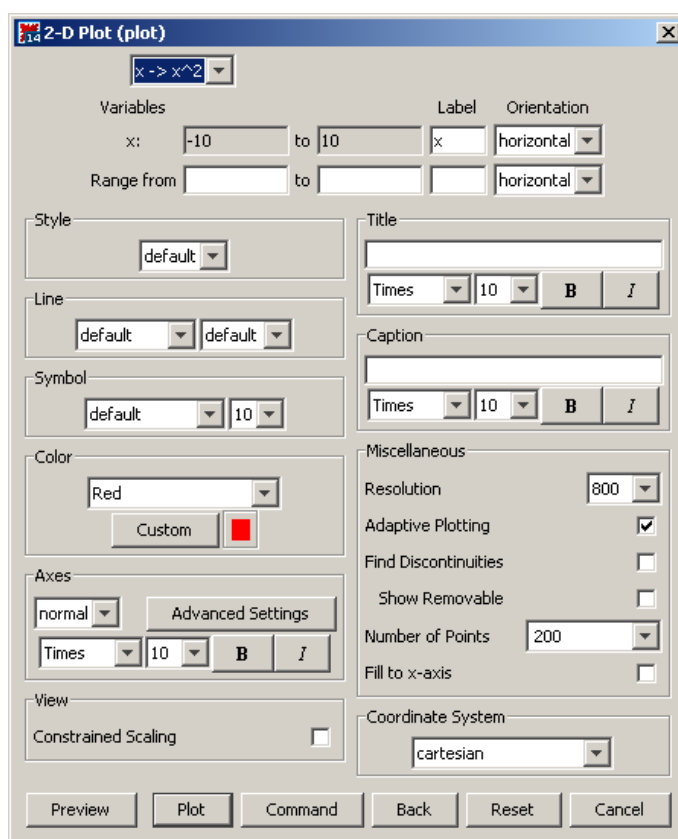 14 2-D Plot (plot)
x -> x^2
Variables Label Orientation
x: -10 to 10 x horizontal
Range from to horizontal
Style
default
Line
default default
Symbol
default 10
Color
Red
Custom
Axes
normal Advanced Settings
Times 10 B I
View
Constrained Scaling
Title
Times 10 B I
Caption
Times 10 B I
Miscellaneous
Resolution 800
Adaptive Plotting
Find Discontinuities
Show Removable
Number of Points 200
Fill to x-axis
Coordinate System
cartesian
Preview Plot Command Back Reset Cancel